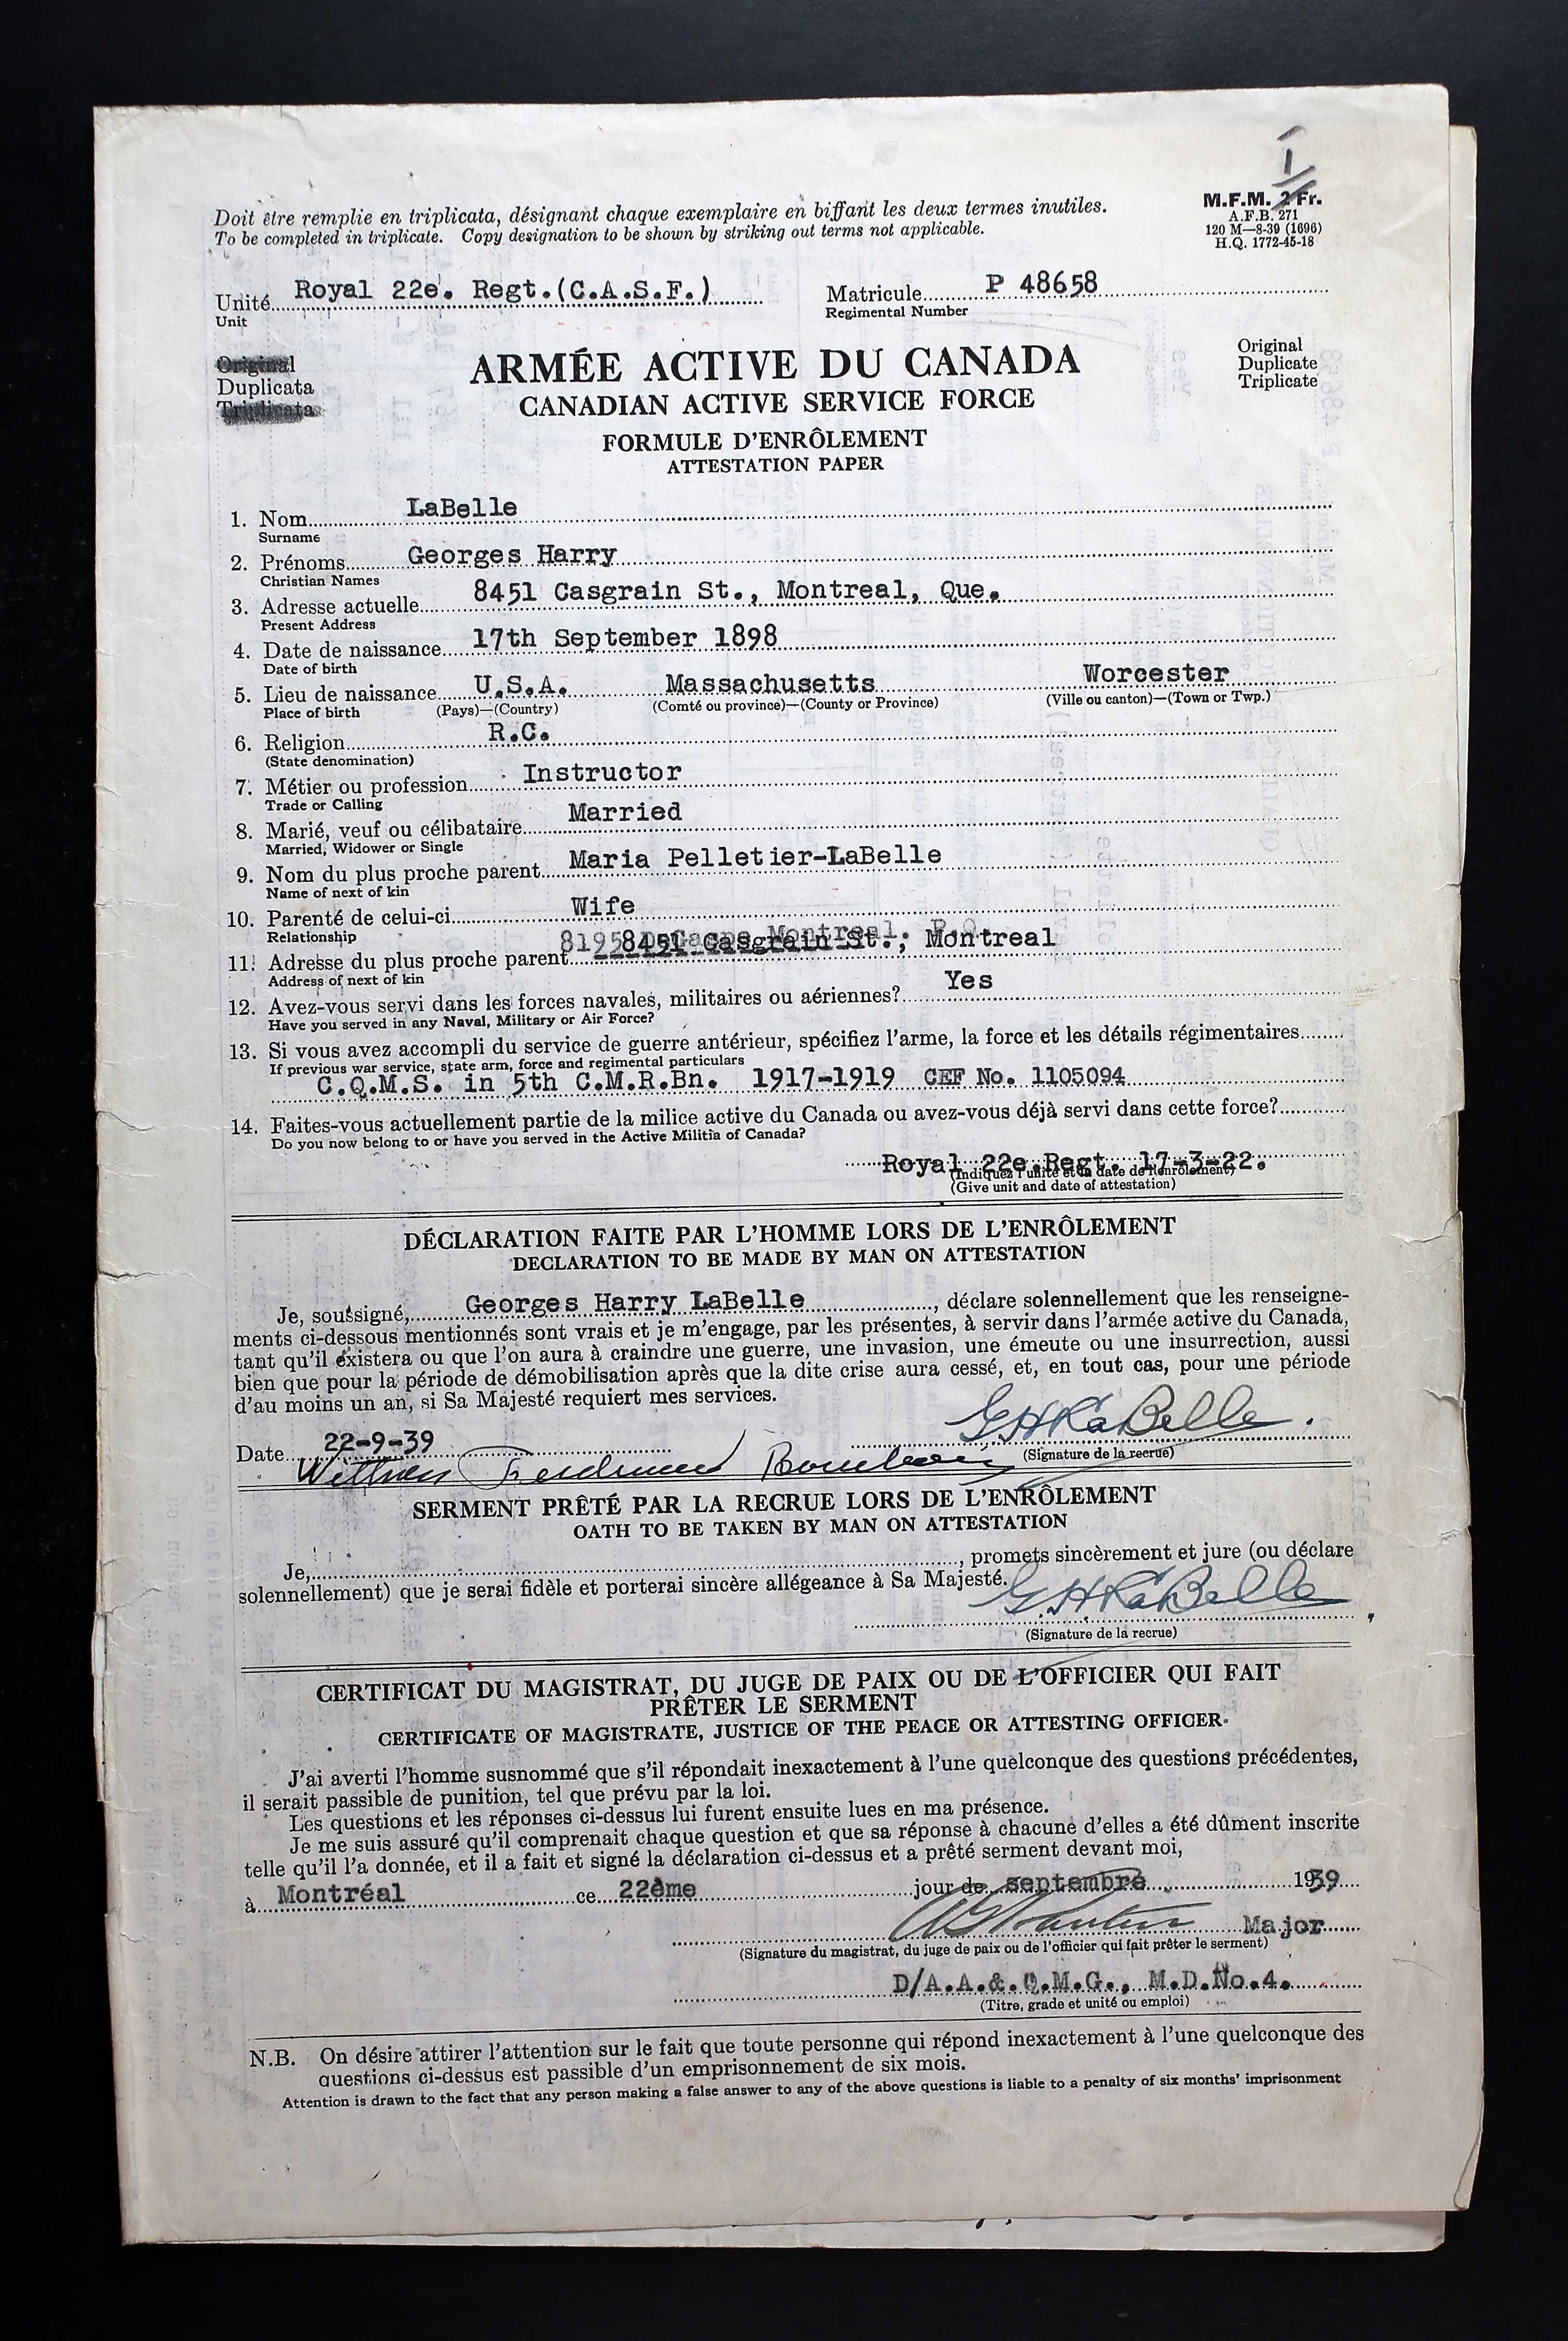 M.F.M. 2 Fr.
1
Doit être remplie en triplicata, désignant chaque exemplaire en biffant les deux termes inutiles.
A.F.B. 271
To be completed in triplicate. Copy designation to be shown by striking out terms not applicable.
120 M—8-39 (1696)
H.Q. 1772-45-18
Unité Royal 22e. Regt.(C.A.S.F.) Matricule P 48658
Unit Regimental Number
Original
Duplicata
Triplicata
ARMÉE ACTIVE DU CANADA
CANADIAN ACTIVE SERVICE FORCE
Original
Duplicate
Triplicate
FORMULE D'ENRÔLEMENT
ATTESTATION PAPER
1. Nom LaBelle
Surname
2. Prénoms Georges Harry
Christian Names
3. Adresse actuelle 8451 Casgrain St., Montreal, Que.
Present Address
4. Date de naissance 17th September 1898
Date of birth
5. Lieu de naissance U.S.A. Massachusetts Worcester
Place of birth (Pays)—(Country) (Comté ou province)—(County or Province) (Ville ou canton)—(Town or Twp.)
6. Religion R.C.
(State denomination)
7. Métier ou profession Instructor
Trade or Calling
8. Marié, veuf ou célibataire Married
Married, Widower or Single
9. Nom du plus proche parent Maria Pelletier-LaBelle
Name of next of kin
10. Parenté de celui-ci Wife
Relationship
8195 Montreal P.Q.
11. Adresse du plus proche parent 8451 Casgrain St., Montreal
Address of next of kin
12. Avez-vous servi dans les forces navales, militaires ou aériennes? Yes
Have you served in any Naval, Military or Air Force?
13. Si vous avez accompli du service de guerre antérieur, spécifiez l'arme, la force et les détails régimentaires
If previous war service, state arm, force and regimental particulars
C.Q.M.S. in 5th C.M.R.Bn. 1917-1919 CEF No. 1105094
14. Faites-vous actuellement partie de la milice active du Canada ou avez-vous déjà servi dans cette force?
Do you now belong to or have you served in the Active Militia of Canada?
Royal 22e.Regt. 17-3-22.
(Indiquez l'unité et la date de l'enrôlement)
(Give unit and date of attestation)
DÉCLARATION FAITE PAR L'HOMME LORS DE L'ENRÔLEMENT
DECLARATION TO BE MADE BY MAN ON ATTESTATION
Je, soussigné, Georges Harry LaBelle, déclare solennellement que les renseigne-
ments ci-dessous mentionnés sont vrais et je m'engage, par les présentes, à servir dans l'armée active du Canada,
tant qu'il existera ou que l'on aura à craindre une guerre, une invasion, une émeute ou une insurrection, aussi
bien que pour la période de démobilisation après que la dite crise aura cessé, et, en tout cas, pour une période
d'au moins un an, si Sa Majesté requiert mes services.
G H LaBelle.
Date 22-9-39
(Signature de la recrue)
Witness Ferdinand
SERMENT PRÊTÉ PAR LA RECRUE LORS DE L'ENRÔLEMENT
OATH TO BE TAKEN BY MAN ON ATTESTATION
Je, , promets sincèrement et jure (ou déclare
solennellement) que je serai fidèle et porterai sincère allégeance à Sa Majesté.
G.H LaBelle
(Signature de la recrue)
CERTIFICAT DU MAGISTRAT, DU JUGE DE PAIX OU DE L'OFFICIER QUI FAIT
PRÊTER LE SERMENT
CERTIFICATE OF MAGISTRATE, JUSTICE OF THE PEACE OR ATTESTING OFFICER.
J'ai averti l'homme susnommé que s'il répondait inexactement à l'une quelconque des questions précédentes,
il serait passible de punition, tel que prévu par la loi.
Les questions et les réponses ci-dessus lui furent ensuite lues en ma présence.
Je me suis assuré qu'il comprenait chaque question et que sa réponse à chacune d'elles a été dûment inscrite
telle qu'il l'a donnée, et il a fait et signé la déclaration ci-dessus et a prêté serment devant moi,
à Montréal ce 22ème jour de septembre 1939
Major
(Signature du magistrat, du juge de paix ou de l'officier qui fait prêter le serment)
D/A.A.&.Q.M.G., M.D.No.4.
(Titre, grade et unité ou emploi)
N.B. On désire attirer l'attention sur le fait que toute personne qui répond inexactement à l'une quelconque des
questions ci-dessus est passible d'un emprisonnement de six mois.
Attention is drawn to the fact that any person making a false answer to any of the above questions is liable to a penalty of six months' imprisonment